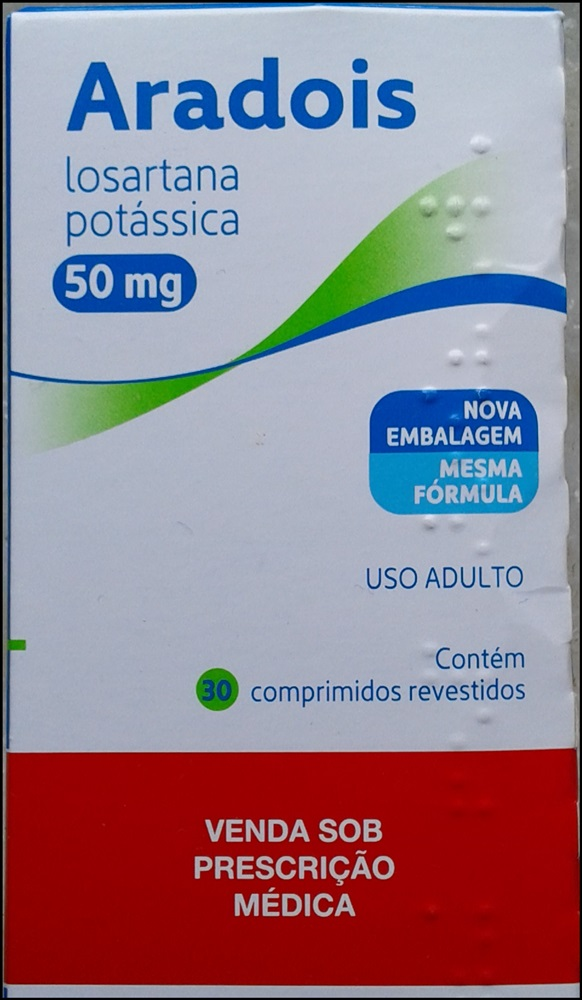 Aradois
losartana
potássica
50 mg
NOVA
EMBALAGEM
MESMA
FÓRMULA
USO ADULTO
Contém
30 comprimidos revestidos
VENDA SOB
PRESCRIÇÃO
MÉDICA